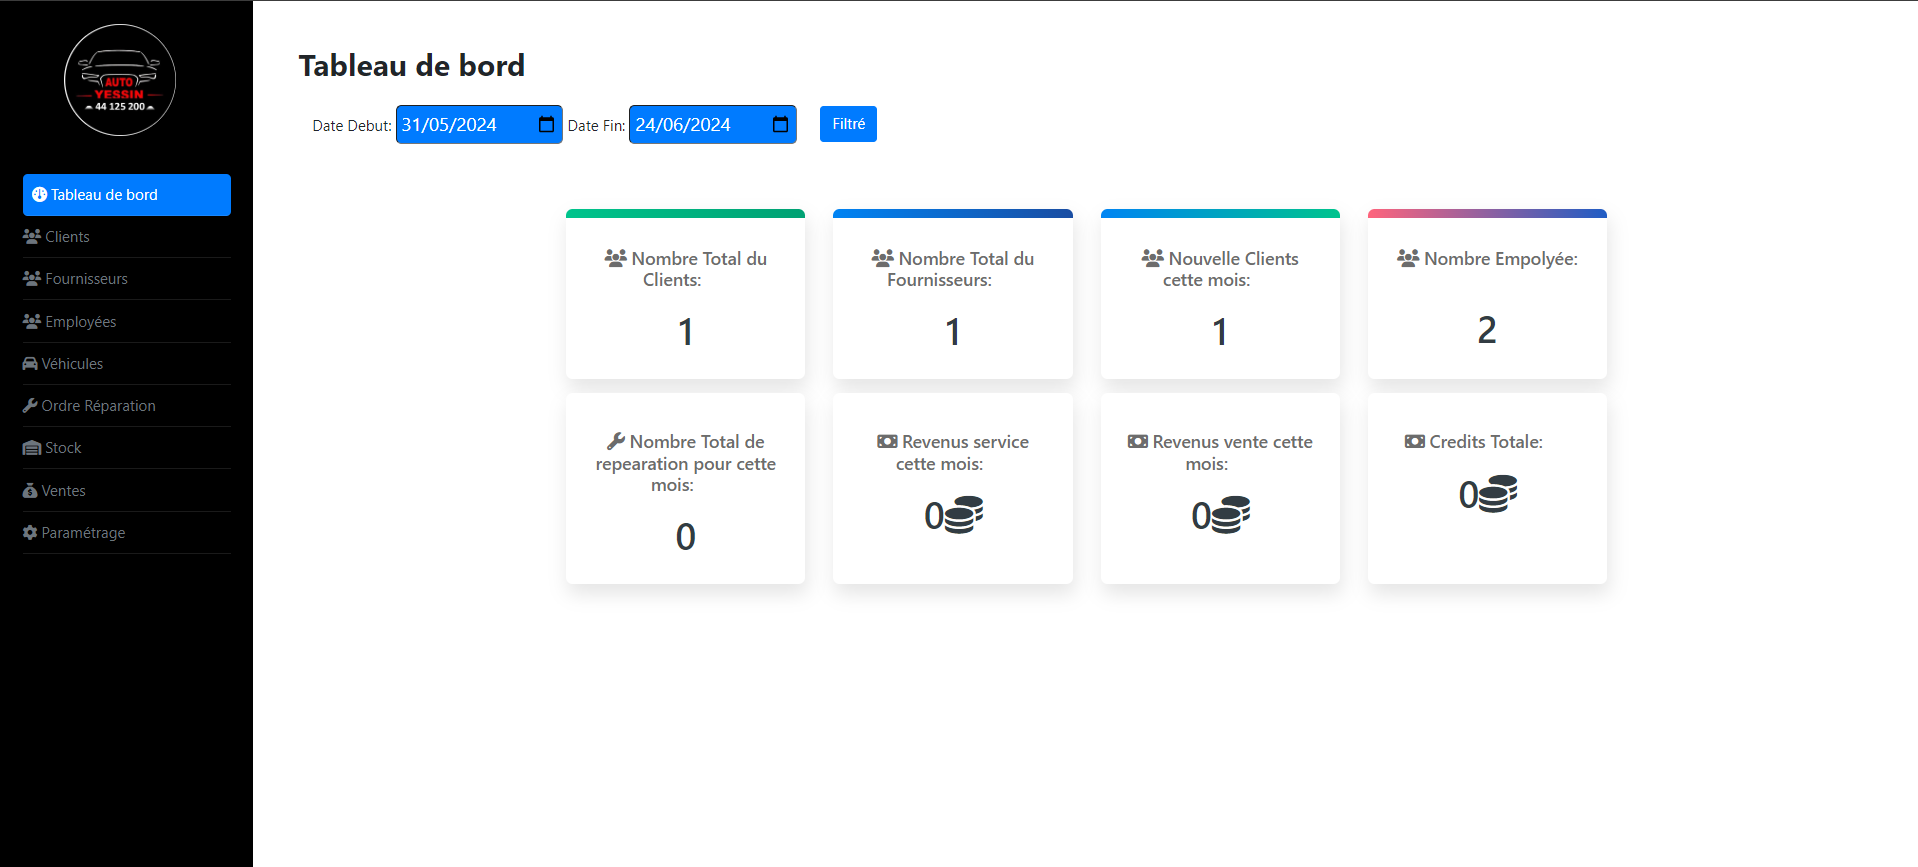 AUTO
YESSIN
44 125 200
Tableau de bord
Clients
Fournisseurs
Employées
Véhicules
Ordre Réparation
Stock
Ventes
Paramétrage
Tableau de bord
Date Debut: 31/05/2024 Date Fin: 24/06/2024 Filtré
Nombre Total du
Clients:
1
Nombre Total du
Fournisseurs:
1
Nouvelle Clients
cette mois:
1
Nombre Empolyée:
2
Nombre Total de
repearation pour cette
mois:
0
Revenus service
cette mois:
0
Revenus vente cette
mois:
0
Credits Totale:
0